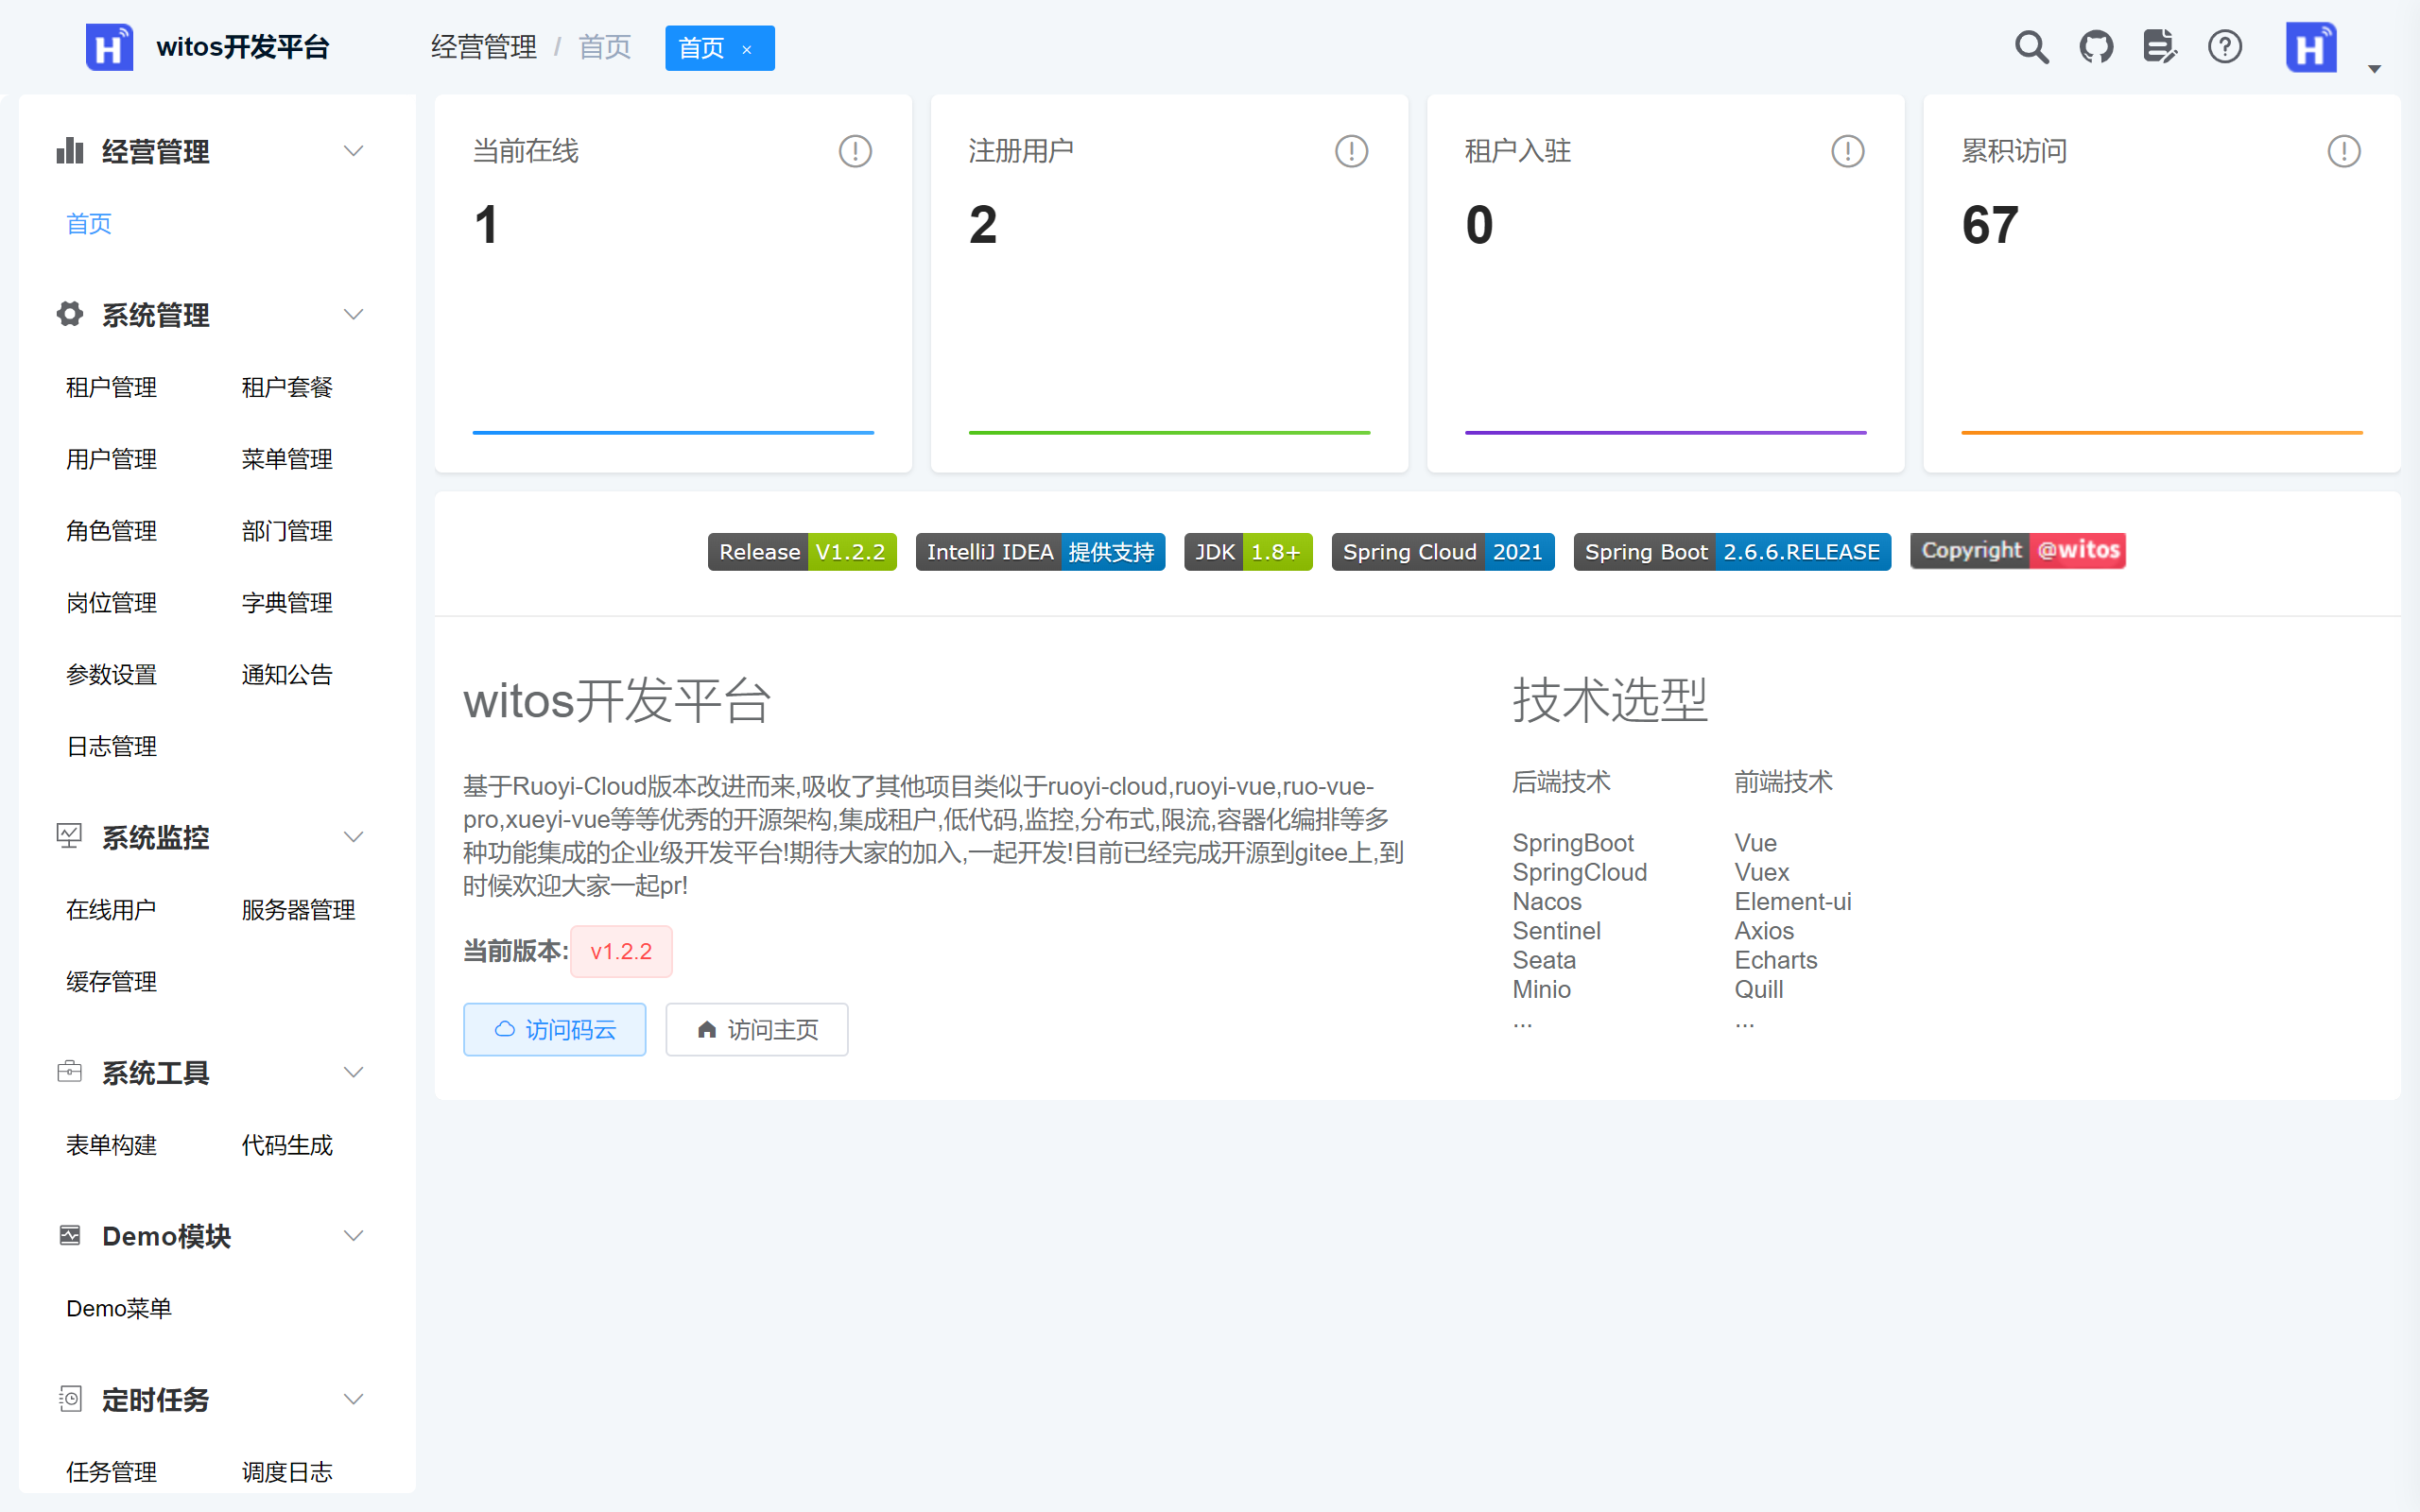 witos开发平台
经营管理 / 首页
首页 ×
经营管理
首页
系统管理
租户管理 租户套餐
用户管理 菜单管理
角色管理 部门管理
岗位管理 字典管理
参数设置 通知公告
日志管理
系统监控
在线用户 服务器管理
缓存管理
系统工具
表单构建 代码生成
Demo模块
Demo菜单
定时任务
任务管理 调度日志
当前在线
1
注册用户
2
租户入驻
0
累积访问
67
Release V1.2.2
IntelliJ IDEA 提供支持
JDK 1.8+
Spring Cloud 2021
Spring Boot 2.6.6.RELEASE
Copyright @witos
witos开发平台
基于Ruoyi-Cloud版本改进而来,吸收了其他项目类似于ruoyi-cloud,ruoyi-vue,ruo-vue-
pro,xueyi-vue等等优秀的开源架构,集成租户,低代码,监控,分布式,限流,容器化编排等多
种功能集成的企业级开发平台!期待大家的加入,一起开发!目前已经完成开源到gitee上,到
时候欢迎大家一起pr!
当前版本: v1.2.2
访问码云
访问主页
技术选型
后端技术
SpringBoot
SpringCloud
Nacos
Sentinel
Seata
Minio
...
前端技术
Vue
Vuex
Element-ui
Axios
Echarts
Quill
...